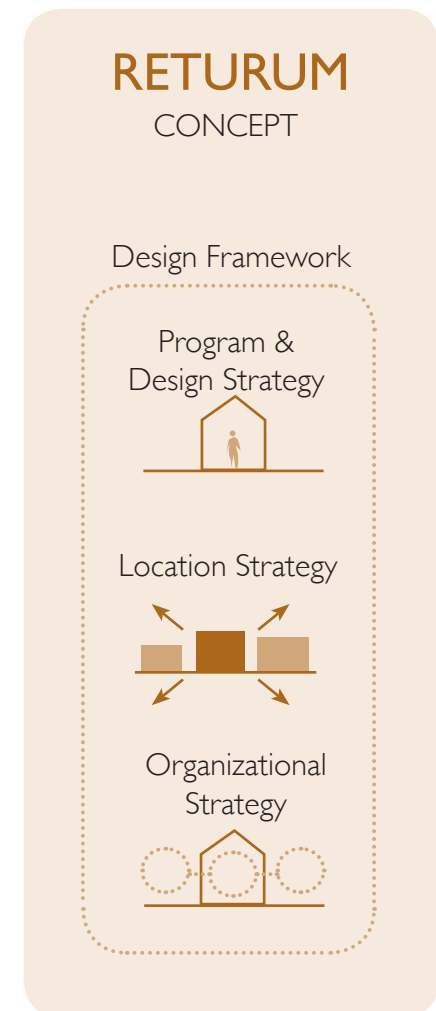 RETURUM
CONCEPT
Design Framework
Program &
Design Strategy
Location Strategy
Organizational
Strategy